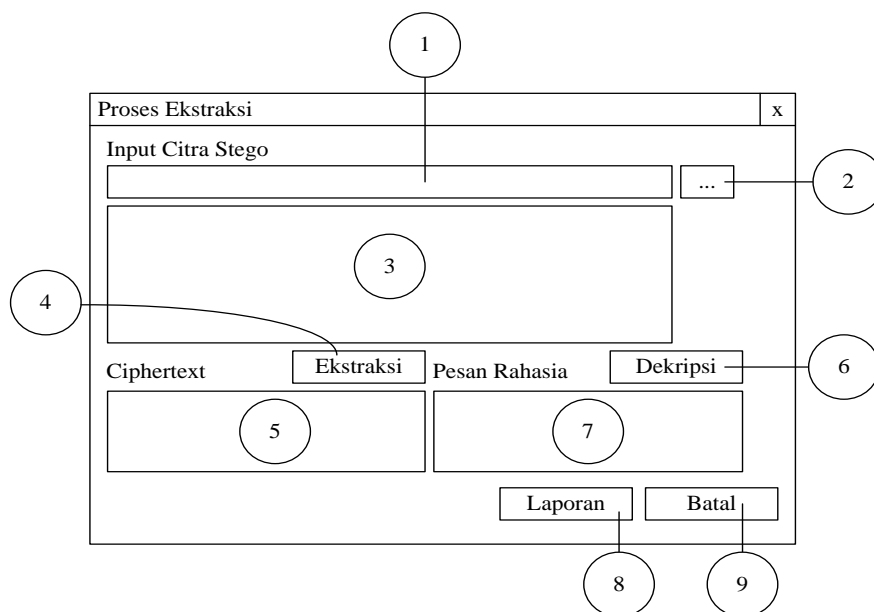 1
Proses Ekstraksi x
Input Citra Stego
... 2
3
4
Ekstraksi Dekripsi 6
Ciphertext Pesan Rahasia
5 7
Laporan Batal
8 9